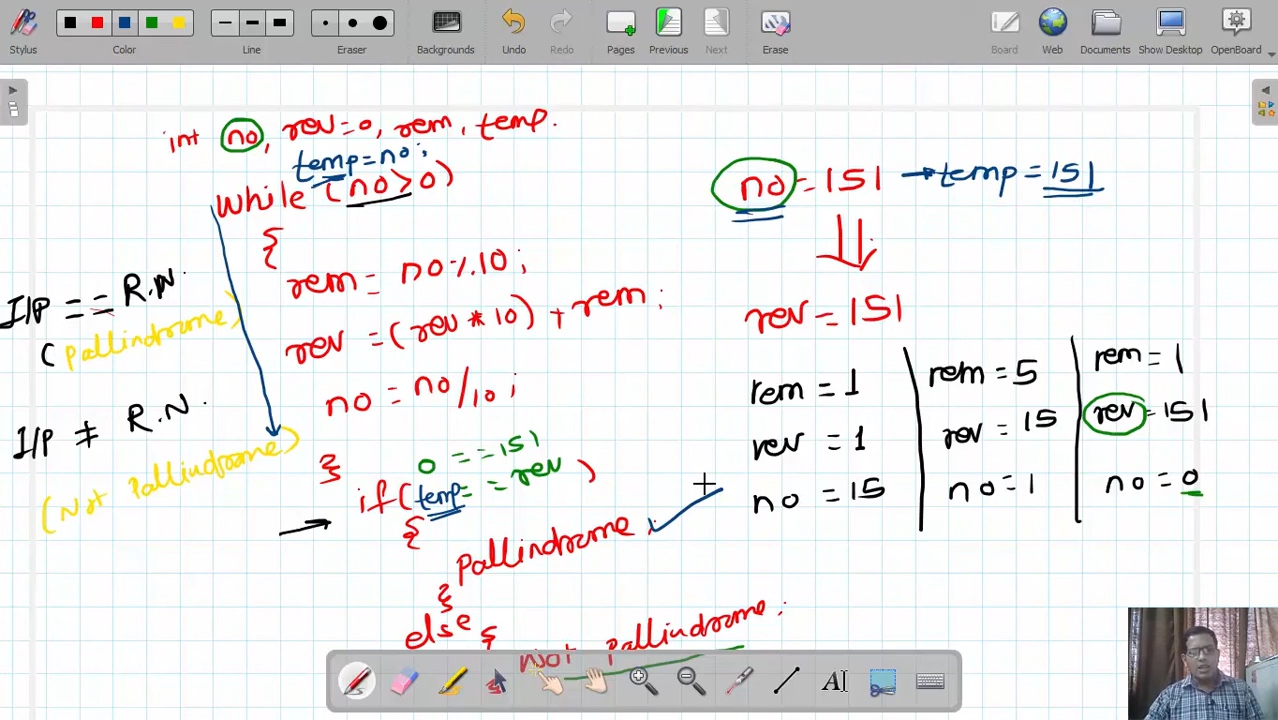 Stylus
Color
Line
Eraser
Backgrounds
Undo
Redo
Pages
Previous
Next
Erase
Board
Web
Documents
Show Desktop
OpenBoard
int no, rev=0, rem, temp.
temp=no;
while (no>0)
{
rem = no%10;
rev = (rev * 10) + rem;
no = no/10;
}
0 == 151
if(temp == rev)
{
Pallindrome;
}
else {
Not pallindrome.
I/P == R.N.
(pallindrome)
I/P ≠ R.N.
(Not Pallindrome)
no = 151 → temp = 151
rev = 151
rem = 1
rev = 1
no = 15
rem = 5
rev = 15
no = 1
rem = 1
rev = 151
no = 0
A